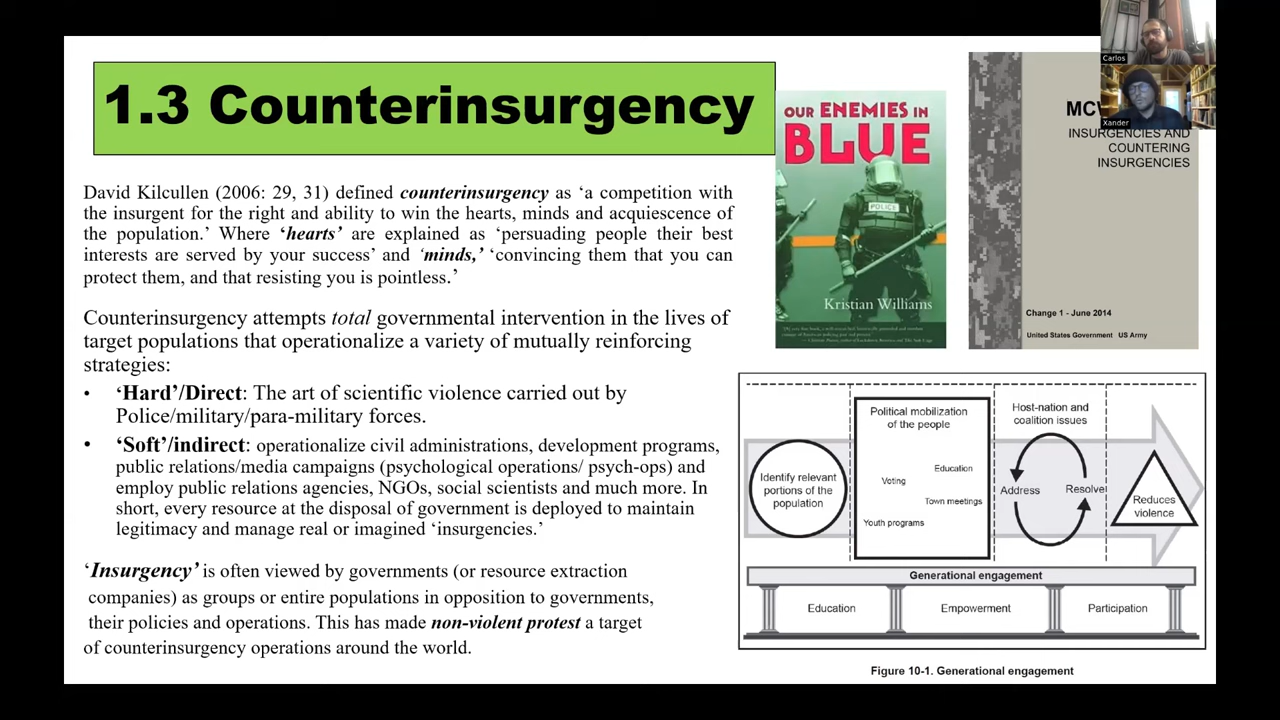 Carlos
Xander
1.3 Counterinsurgency
David Kilcullen (2006: 29, 31) defined counterinsurgency as ‘a competition with
the insurgent for the right and ability to win the hearts, minds and acquiescence of
the population.’ Where ‘hearts’ are explained as ‘persuading people their best
interests are served by your success’ and ‘minds,’ ‘convincing them that you can
protect them, and that resisting you is pointless.’
Counterinsurgency attempts total governmental intervention in the lives of
target populations that operationalize a variety of mutually reinforcing
strategies:
• ‘Hard’/Direct: The art of scientific violence carried out by
Police/military/para-military forces.
• ‘Soft’/indirect: operationalize civil administrations, development programs,
public relations/media campaigns (psychological operations/ psych-ops) and
employ public relations agencies, NGOs, social scientists and much more. In
short, every resource at the disposal of government is deployed to maintain
legitimacy and manage real or imagined ‘insurgencies.’
‘Insurgency’ is often viewed by governments (or resource extraction
companies) as groups or entire populations in opposition to governments,
their policies and operations. This has made non-violent protest a target
of counterinsurgency operations around the world.
OUR ENEMIES IN
BLUE
POLICE
Kristian Williams
INSURGENCIES AND
COUNTERING
INSURGENCIES
Change 1 - June 2014
United States Government US Army
Identify relevant
portions of the
population
Political mobilization
of the people
Education
Voting
Town meetings
Youth programs
Host-nation and
coalition issues
Address
Resolve
Reduces
violence
Generational engagement
Education
Empowerment
Participation
Figure 10-1. Generational engagement